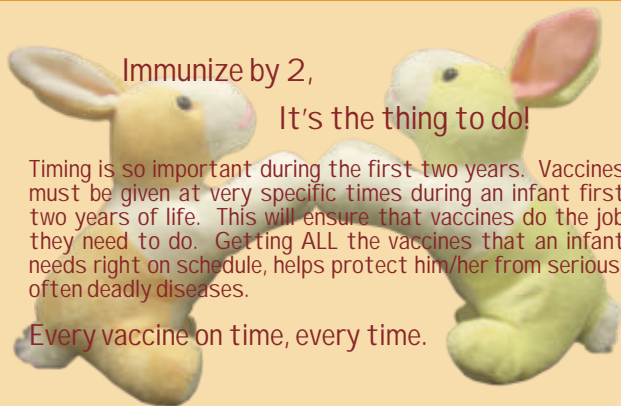 Immunize by 2,
It's the thing to do!
Timing is so important during the first two years. Vaccines
must be given at very specific times during an infant first
two years of life. This will ensure that vaccines do the job
they need to do. Getting ALL the vaccines that an infant
needs right on schedule, helps protect him/her from serious
often deadly diseases.
Every vaccine on time, every time.